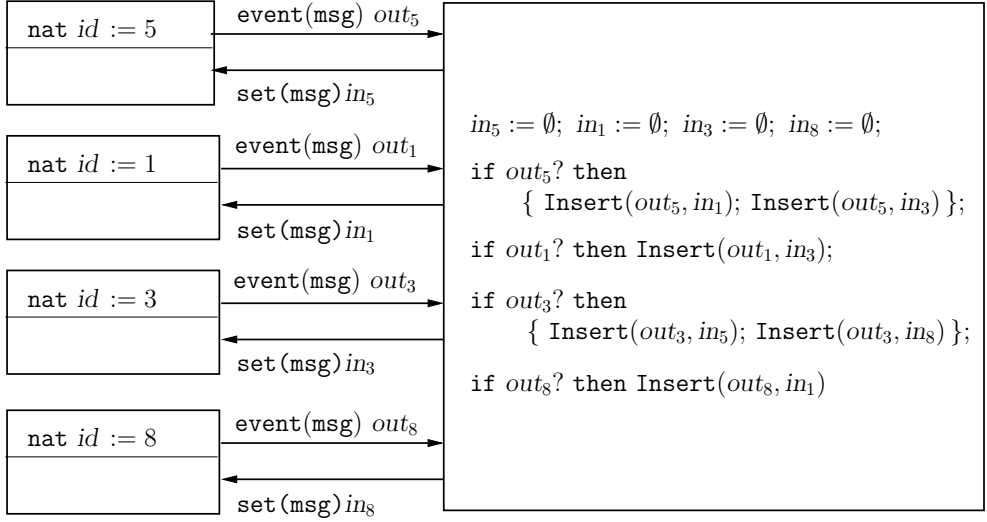 nat id := 5
event(msg) out₅
set(msg)in₅
nat id := 1
event(msg) out₁
set(msg)in₁
nat id := 3
event(msg) out₃
set(msg)in₃
nat id := 8
event(msg) out₈
set(msg)in₈
in₅ := ∅; in₁ := ∅; in₃ := ∅; in₈ := ∅;
if out₅? then
{ Insert(out₅, in₁); Insert(out₅, in₃) };
if out₁? then Insert(out₁, in₃);
if out₃? then
{ Insert(out₃, in₅); Insert(out₃, in₈) };
if out₈? then Insert(out₈, in₁)